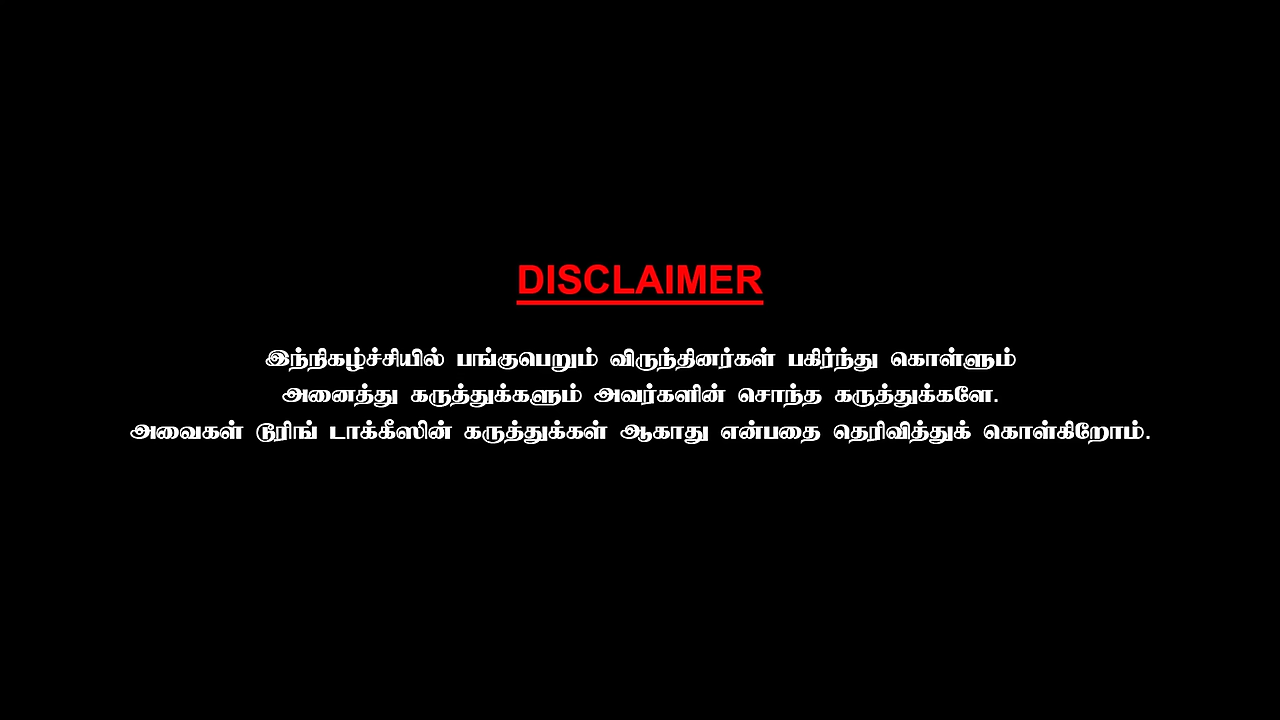 DISCLAIMER
இந்நிகழ்ச்சியில் பங்குபெறும் விருந்தினர்கள் பகிர்ந்து கொள்ளும்
அனைத்து கருத்துக்களும் அவர்களின் சொந்த கருத்துக்களே.
அவைகள் டூரிங் டாக்கீஸின் கருத்துக்கள் ஆகாது என்பதை தெரிவித்துக் கொள்கிறோம்.